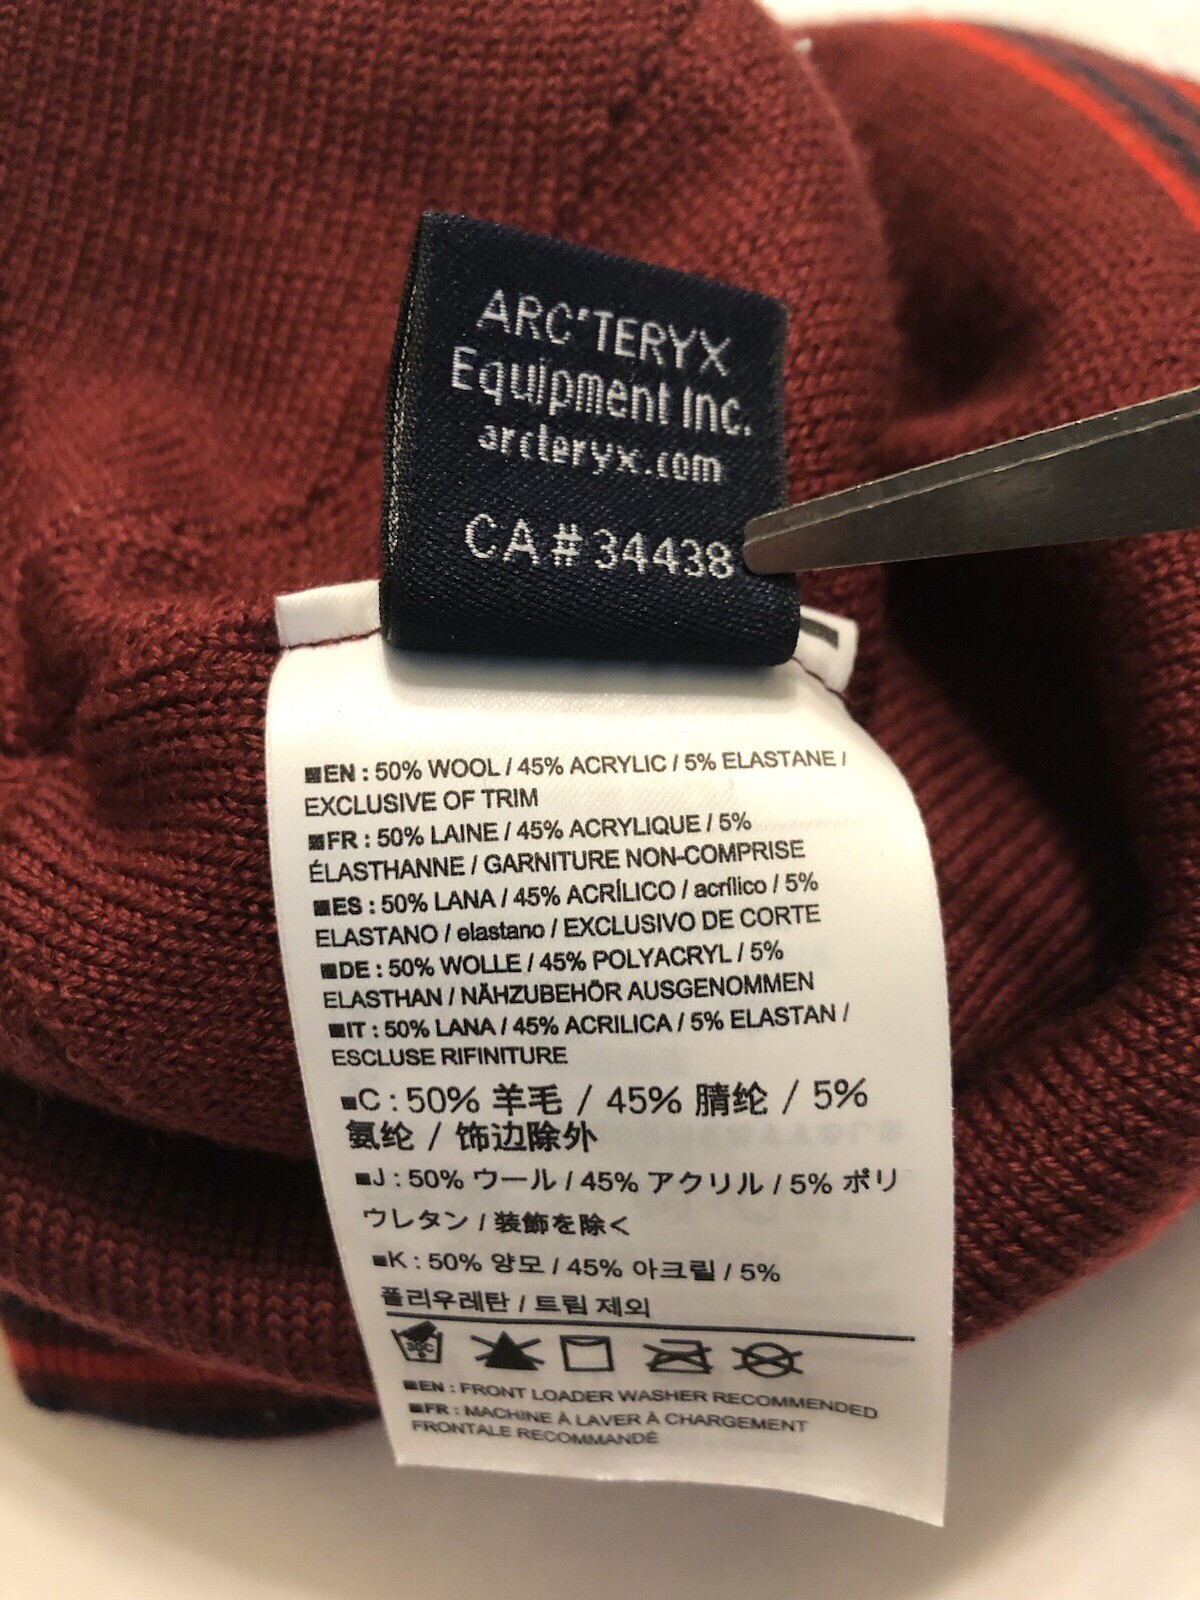 ARC'TERYX
Equipment Inc.
arcteryx.com
CA#34438
EN : 50% WOOL / 45% ACRYLIC / 5% ELASTANE /
EXCLUSIVE OF TRIM
FR : 50% LAINE / 45% ACRYLIQUE / 5%
ÉLASTHANNE / GARNITURE NON-COMPRISE
ES : 50% LANA / 45% ACRÍLICO / acrílico / 5%
ELASTANO / elastano / EXCLUSIVO DE CORTE
DE : 50% WOLLE / 45% POLYACRYL / 5%
ELASTHAN / NÄHZUBEHÖR AUSGENOMMEN
IT : 50% LANA / 45% ACRILICA / 5% ELASTAN /
ESCLUSE RIFINITURE
C : 50% 羊毛 / 45% 腈纶 / 5%
氨纶 / 饰边除外
J : 50% ウール / 45% アクリル / 5% ポリ
ウレタン / 装飾を除く
K : 50% 양모 / 45% 아크릴 / 5%
폴리우레탄 / 트림 제외
30C
EN : FRONT LOADER WASHER RECOMMENDED
FR : MACHINE À LAVER À CHARGEMENT
FRONTALE RECOMMANDÉ